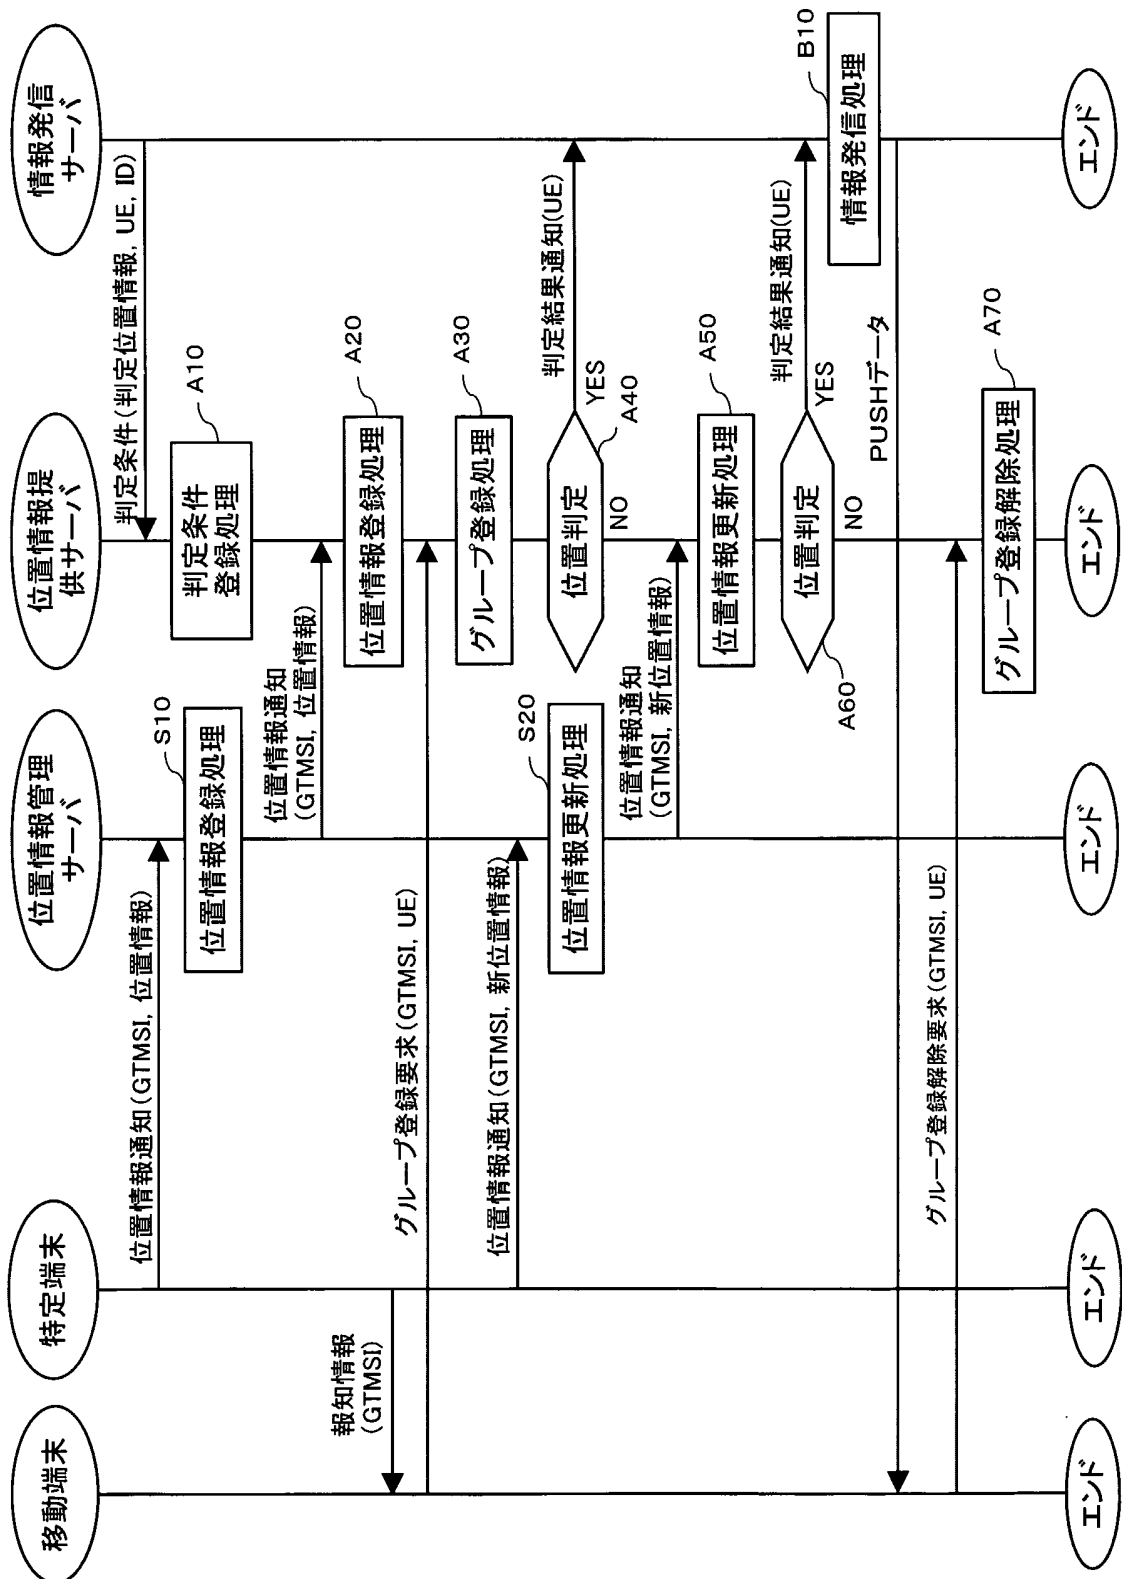 移動端末
特定端末
位置情報管理
サーバ
位置情報提
供サーバ
情報発信
サーバ
判定条件(判定位置情報, UE, ID)
A10
判定条件
登録処理
位置情報通知(GTMSI, 位置情報)
S10
位置情報登録処理
位置情報通知
(GTMSI, 位置情報)
A20
位置情報登録処理
報知情報
(GTMSI)
グループ登録要求(GTMSI, UE)
A30
グループ登録処理
位置情報通知(GTMSI, 新位置情報)
S20
位置情報更新処理
位置判定
YES
A40
NO
判定結果通知(UE)
位置情報通知
(GTMSI, 新位置情報)
A50
位置情報更新処理
位置判定
YES
A60
NO
判定結果通知(UE)
B10
情報発信処理
PUSHデータ
グループ登録解除要求(GTMSI, UE)
A70
グループ登録解除処理
エンド
エンド
エンド
エンド
エンド